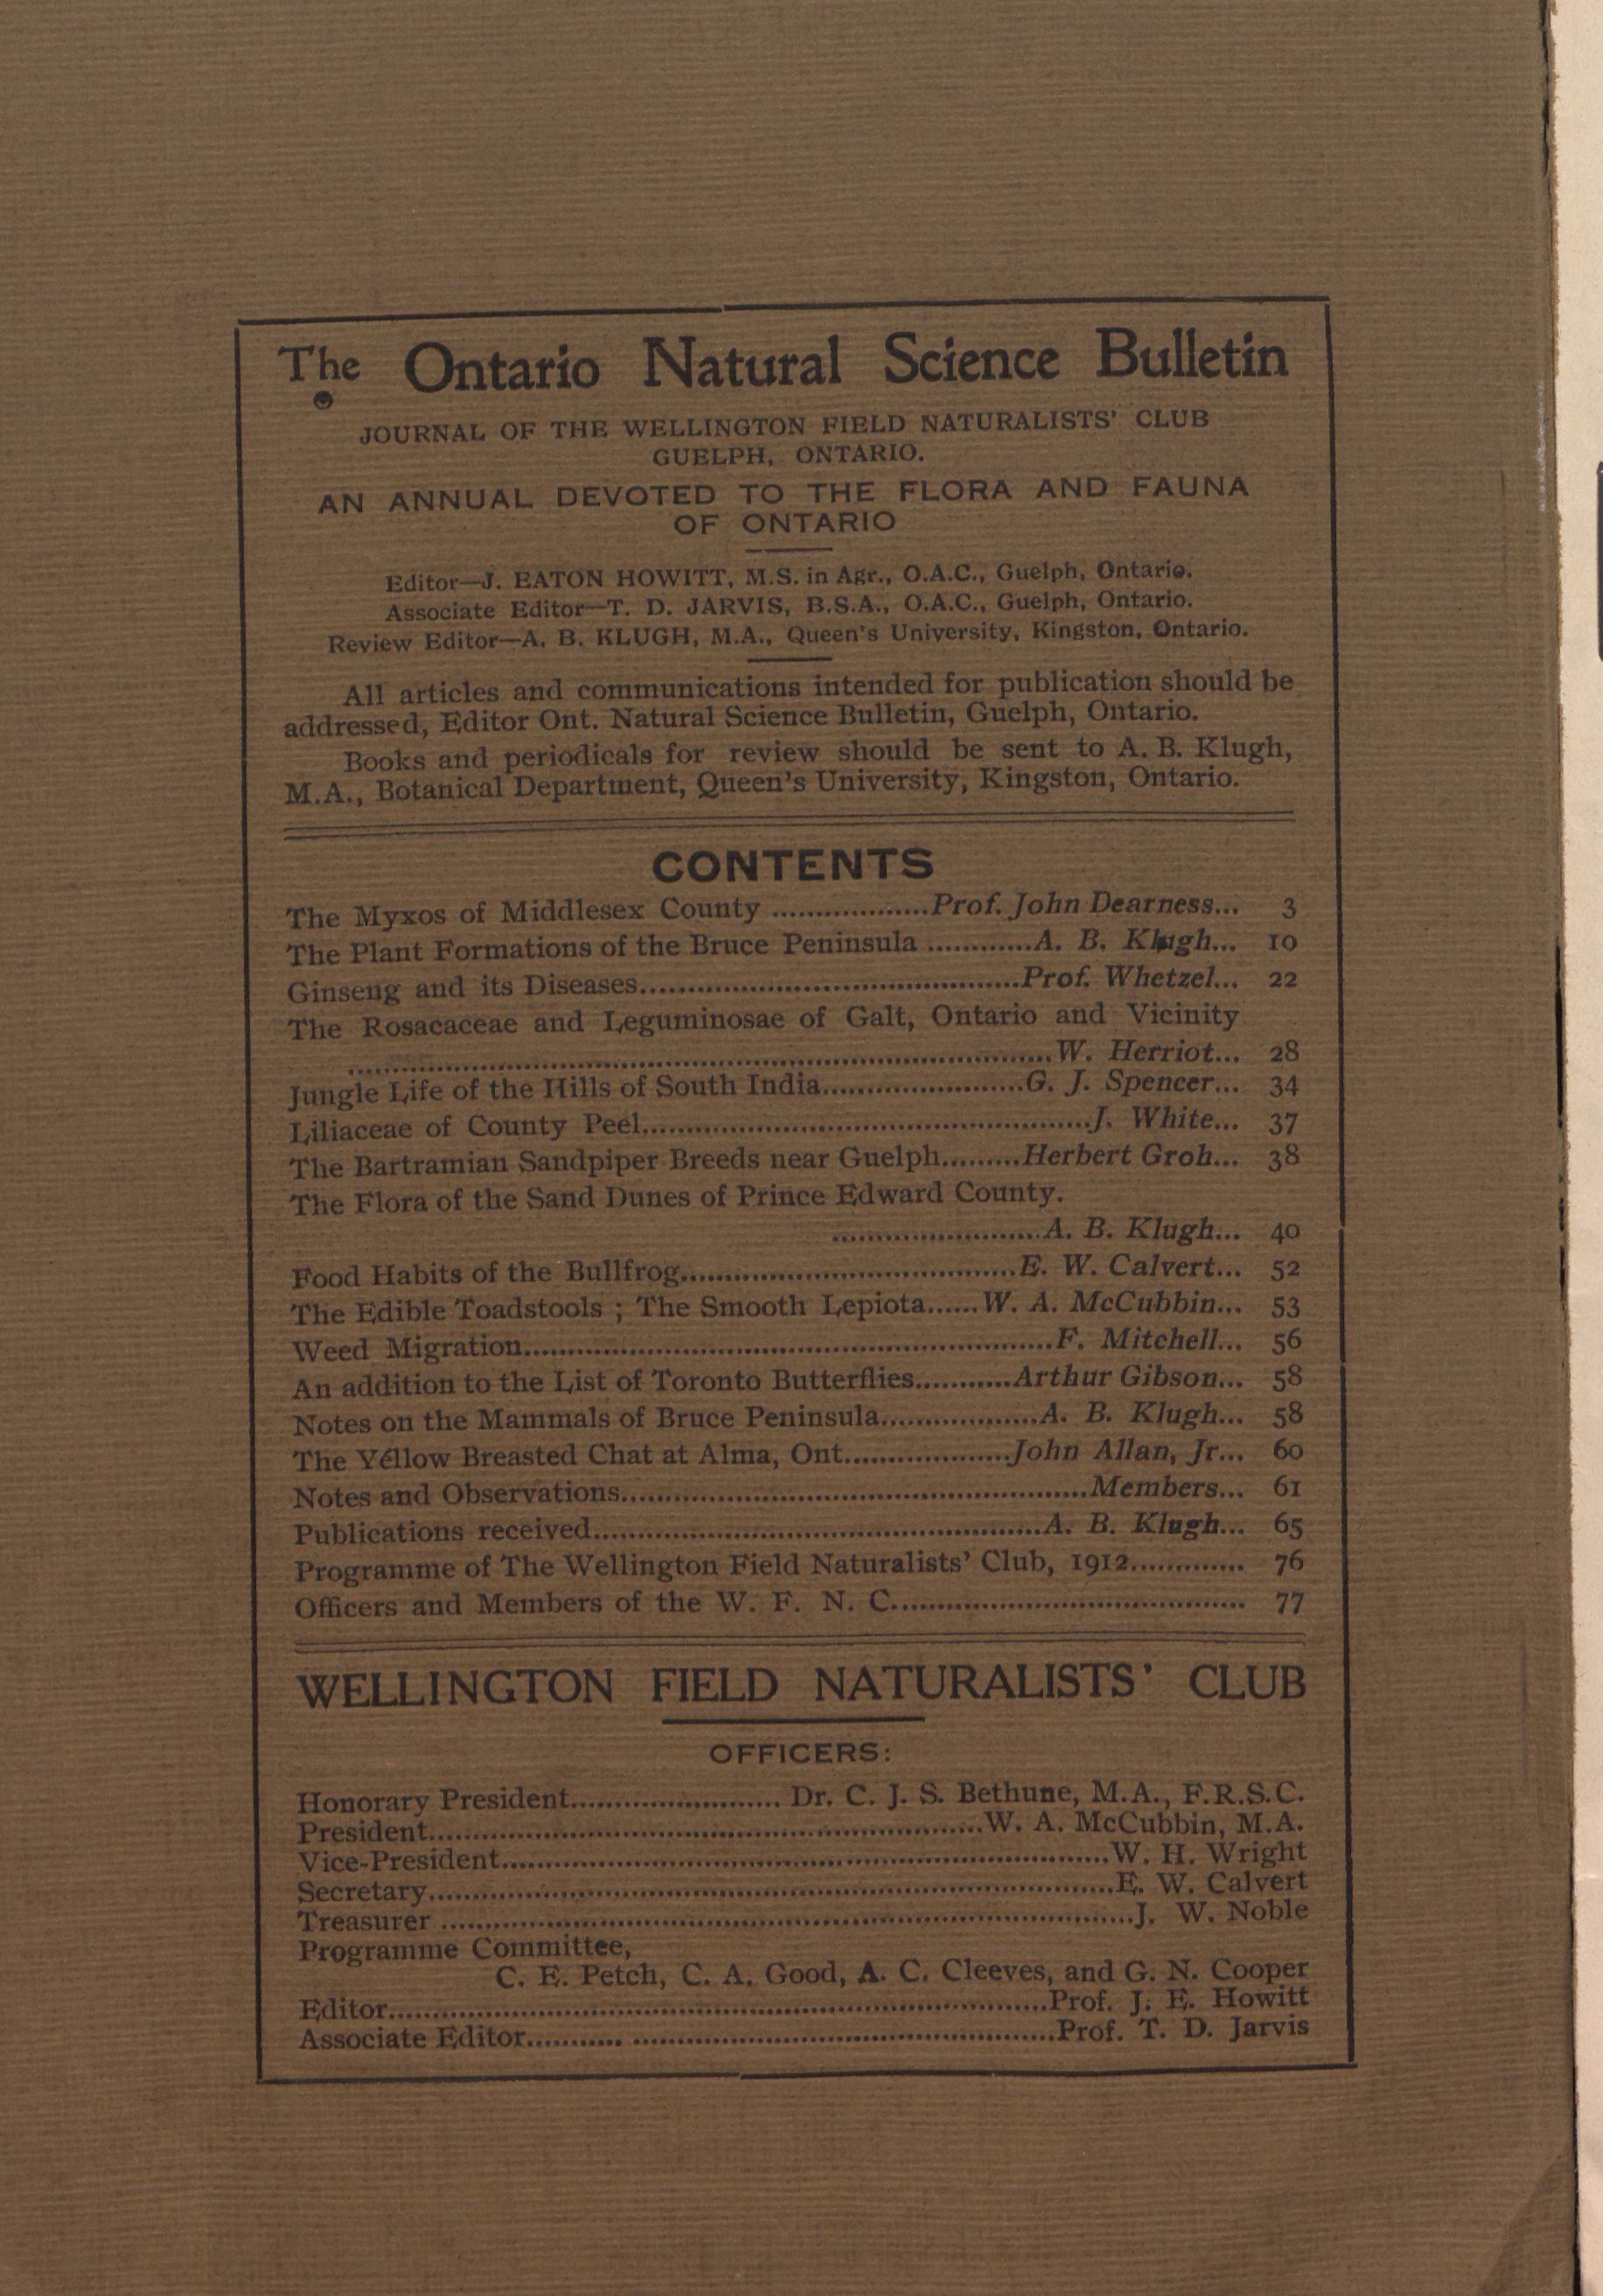 The Ontario Natural Science Bulletin
JOURNAL OF THE WELLINGTON FIELD NATURALISTS' CLUB
GUELPH, ONTARIO.
AN ANNUAL DEVOTED TO THE FLORA AND FAUNA
OF ONTARIO
Editor—J. EATON HOWITT, M.S. in Agr., O.A.C., Guelph, Ontario.
Associate Editor—T. D. JARVIS, B.S.A., O.A.C., Guelph, Ontario.
Review Editor—A. B. KLUGH, M.A., Queen's University, Kingston, Ontario.
All articles and communications intended for publication should be
addressed, Editor Ont. Natural Science Bulletin, Guelph, Ontario.
Books and periodicals for review should be sent to A. B. Klugh,
M.A., Botanical Department, Queen's University, Kingston, Ontario.
CONTENTS
The Myxos of Middlesex County ..................Prof. John Dearness... 3
The Plant Formations of the Bruce Peninsula ............A. B. Klugh... 10
Ginseng and its Diseases............................................Prof. Whetzel... 22
The Rosacaceae and Leguminosae of Galt, Ontario and Vicinity
................................................................................W. Herriot... 28
Jungle Life of the Hills of South India.......................G. J. Spencer... 34
Liliaceae of County Peel....................................................J. White... 37
The Bartramian Sandpiper Breeds near Guelph.........Herbert Groh... 38
The Flora of the Sand Dunes of Prince Edward County.
........................A. B. Klugh... 40
Food Habits of the Bullfrog.......................................E. W. Calvert... 52
The Edible Toadstools ; The Smooth Lepiota......W. A. McCubbin... 53
Weed Migration.............................................................F. Mitchell... 56
An addition to the List of Toronto Butterflies...........Arthur Gibson... 58
Notes on the Mammals of Bruce Peninsula..................A. B. Klugh... 58
The Yéllow Breasted Chat at Alma, Ont...................John Allan, Jr... 60
Notes and Observations......................................................Members... 61
Publications received....................................................A. B. Klugh... 65
Programme of The Wellington Field Naturalists' Club, 1912............. 76
Officers and Members of the W. F. N. C......................................... 77
WELLINGTON FIELD NATURALISTS' CLUB
OFFICERS:
Honorary President........................ Dr. C. J. S. Bethune, M.A., F.R.S.C.
President................................................................W. A. McCubbin, M.A.
Vice-President......................................................................W. H. Wright
Secretary...............................................................................E. W. Calvert
Treasurer ................................................................................J. W. Noble
Programme Committee,
C. E. Petch, C. A. Good, A. C. Cleeves, and G. N. Cooper
Editor............................................................................Prof. J. E. Howitt
Associate Editor........... .................................................Prof. T. D. Jarvis